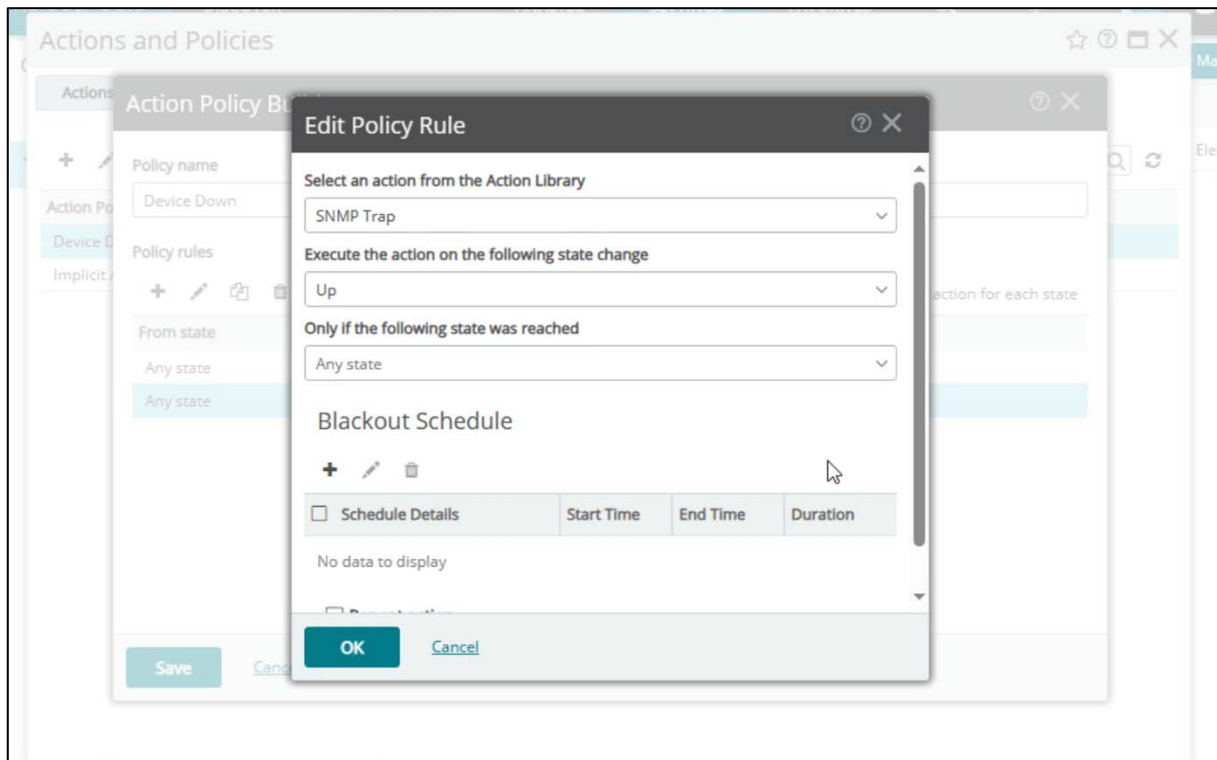 Actions and Policies
Ma
Actions
Action Policy Bu
Edit Policy Rule
Policy name
Select an action from the Action Library
Ele
Device Down
SNMP Trap
Action Po
Device D
Policy rules
Execute the action on the following state change
Implicit A
Up
action for each state
From state
Only if the following state was reached
Any state
Any state
Any state
Blackout Schedule
Schedule Details Start Time End Time Duration
No data to display
OK Cancel
Save Cance